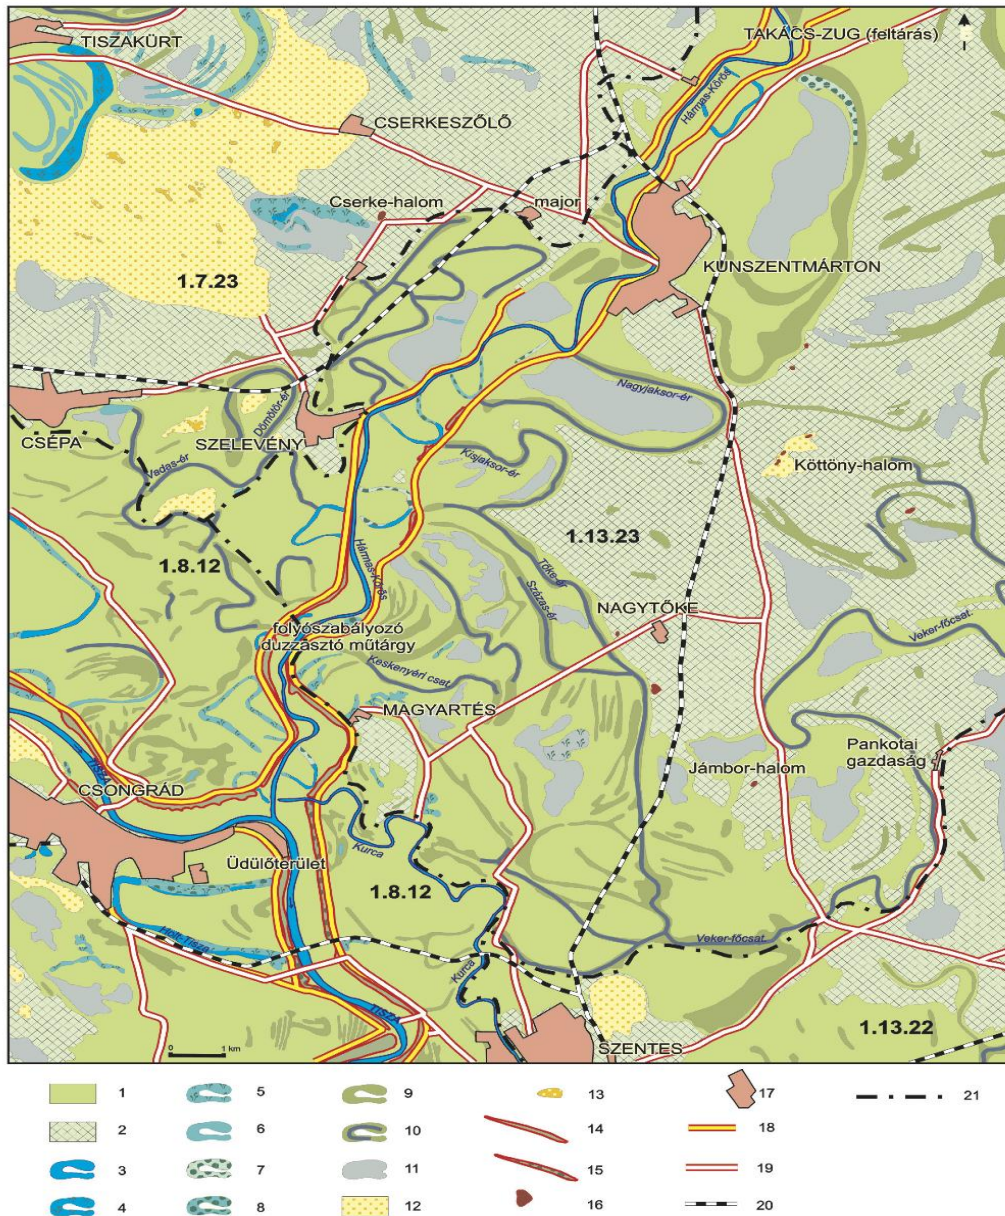 TISZAKÜRT
TAKÁCS-ZUG (feltárás)
Hármas-Körös
CSERKESZŐLŐ
Cserke-halom
major
KUNSZENTMÁRTON
1.7.23
Nagyjaksor-ér
Dömötör-ér
CSÉPA
SZELEVÉNY
Kisjaksor-ér
Köttöny-halom
Vadas-ér
1.13.23
1.8.12
Hármas-Körös
Tőke-ér
Százas-ér
NAGYTŐKE
Veker-főcsat.
folyószabályozó
duzzasztó műtárgy
Keskenyéri csat.
MAGYARTÉS
Pankotai
gazdaság
Jámbor-halom
TISZA
CSONGRÁD
Kurca
Üdülőterület
1.8.12
Holt-Tisza
Veker-főcsat.
Kurca
TISZA
1.13.22
SZENTES
0 1 km
1 5 9 13 17 21
2 6 10 14 18
3 7 11 15 19
4 8 12 16 20